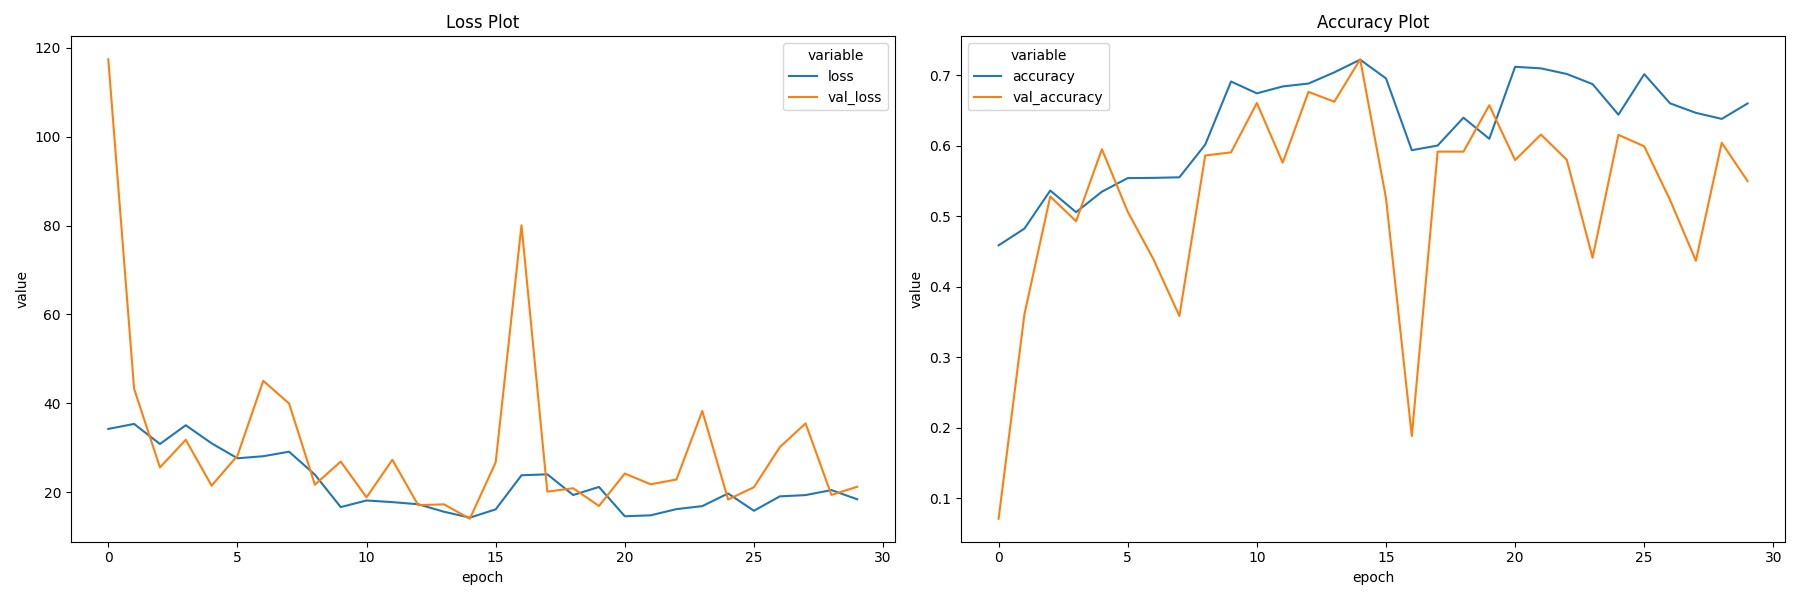 Loss Plot
variable
loss
val_loss
value
120
100
80
60
40
20
0 5 10 15 20 25 30
epoch
Accuracy Plot
variable
accuracy
val_accuracy
value
0.7
0.6
0.5
0.4
0.3
0.2
0.1
0 5 10 15 20 25 30
epoch